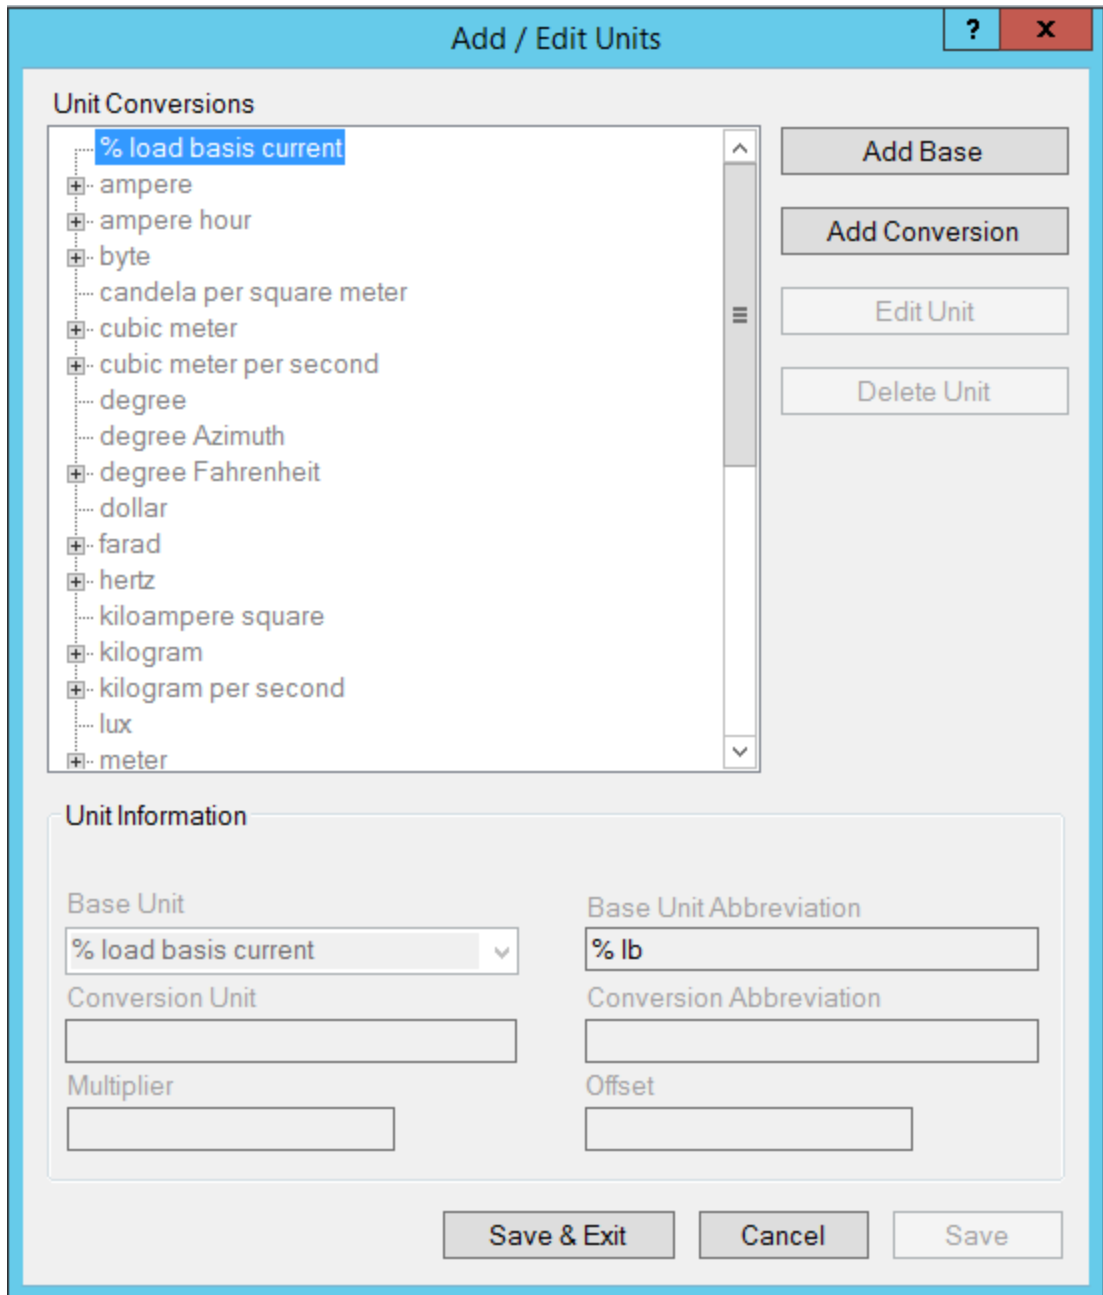 Add / Edit Units
?
x
Unit Conversions
% load basis current
ampere
ampere hour
byte
candela per square meter
cubic meter
cubic meter per second
degree
degree Azimuth
degree Fahrenheit
dollar
farad
hertz
kiloampere square
kilogram
kilogram per second
lux
meter
Add Base
Add Conversion
Edit Unit
Delete Unit
Unit Information
Base Unit
Base Unit Abbreviation
% load basis current
% lb
Conversion Unit
Conversion Abbreviation
Multiplier
Offset
Save & Exit
Cancel
Save